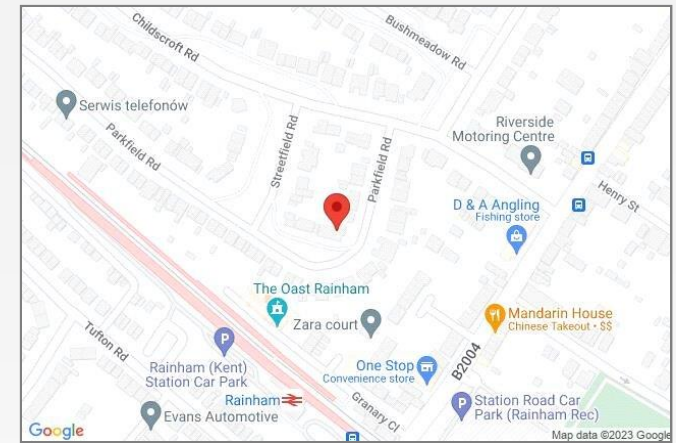 Childscroft Rd
Bushmeadow Rd
Serwis telefonów
Parkfield Rd
Streetfield Rd
Parkfield Rd
Riverside
Motoring Centre
Henry St
D & A Angling
Fishing store
The Oast Rainham
Zara court
Mandarin House
Chinese Takeout • $$
Tufton Rd
P
Rainham (Kent)
Station Car Park
One Stop
Convenience store
B2004
Rainham
Granary Cl
P
Station Road Car
Park (Rainham Rec)
Evans Automotive
Google
Map data ©2023 Google